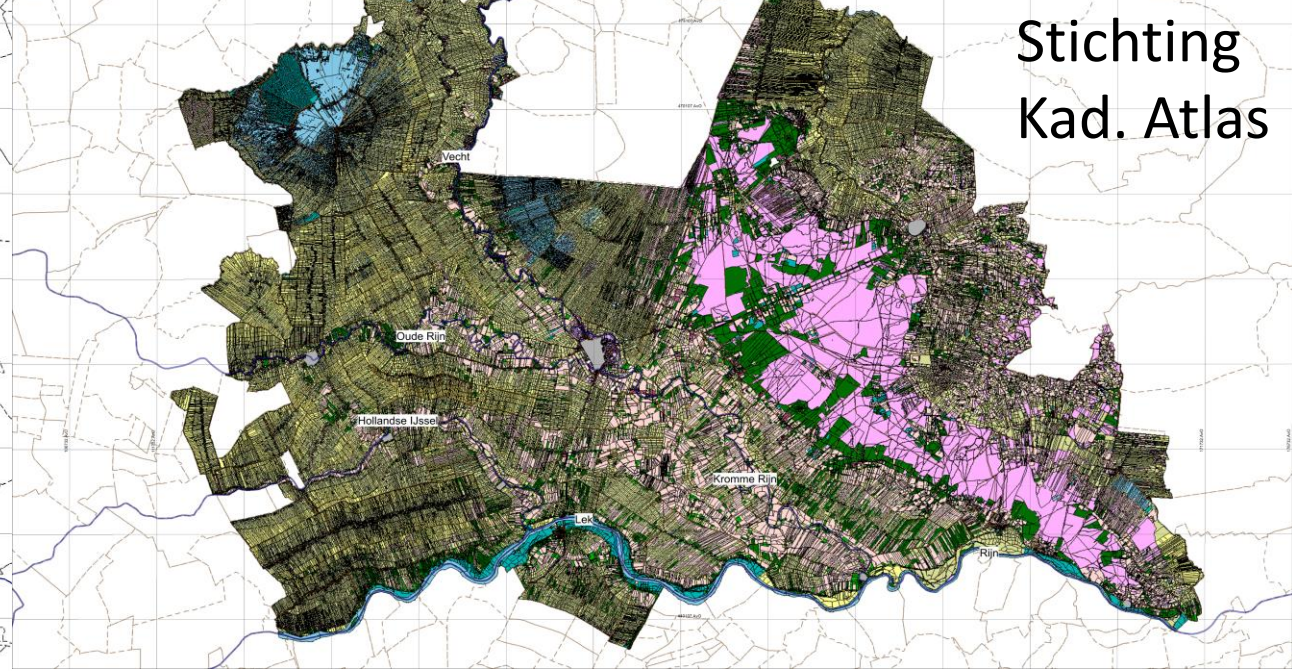 Stichting
Kad. Atlas
Vecht
Oude Rijn
Hollandse IJssel
Kromme Rijn
Lek
Rijn